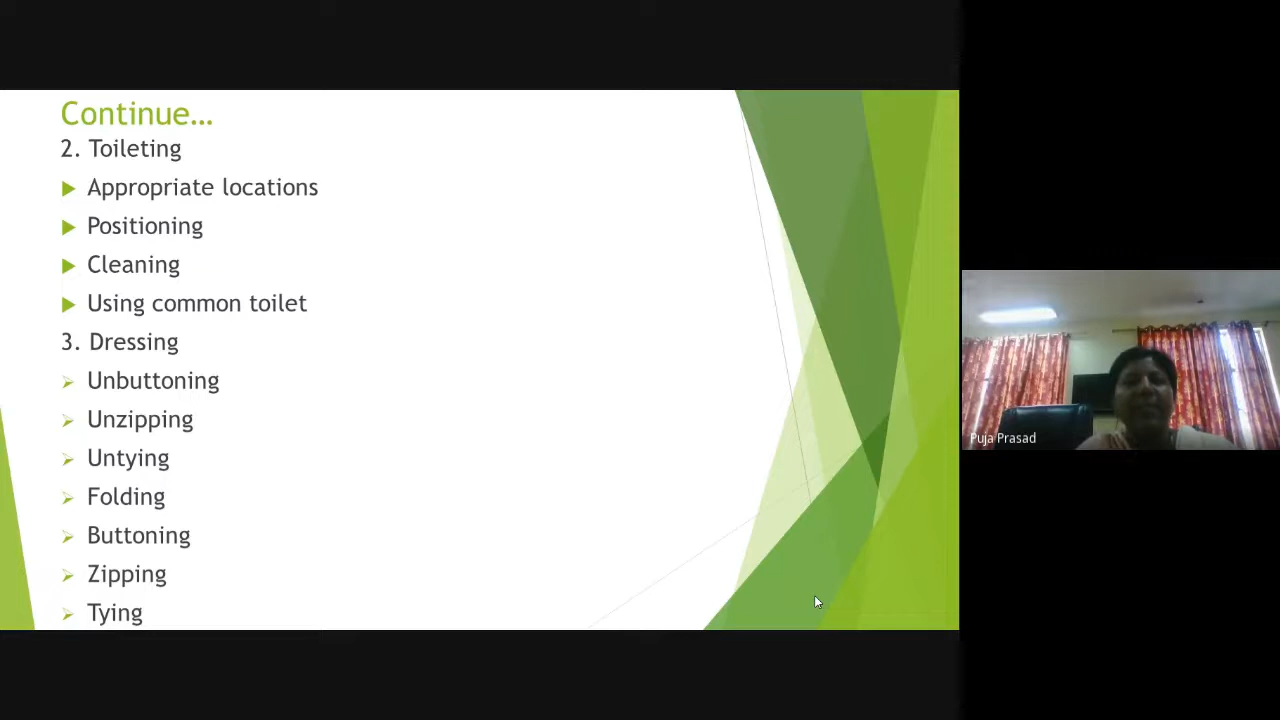 Continue…
2. Toileting
Appropriate locations
Positioning
Cleaning
Using common toilet
3. Dressing
Unbuttoning
Unzipping
Untying
Folding
Buttoning
Zipping
Tying
Puja Prasad